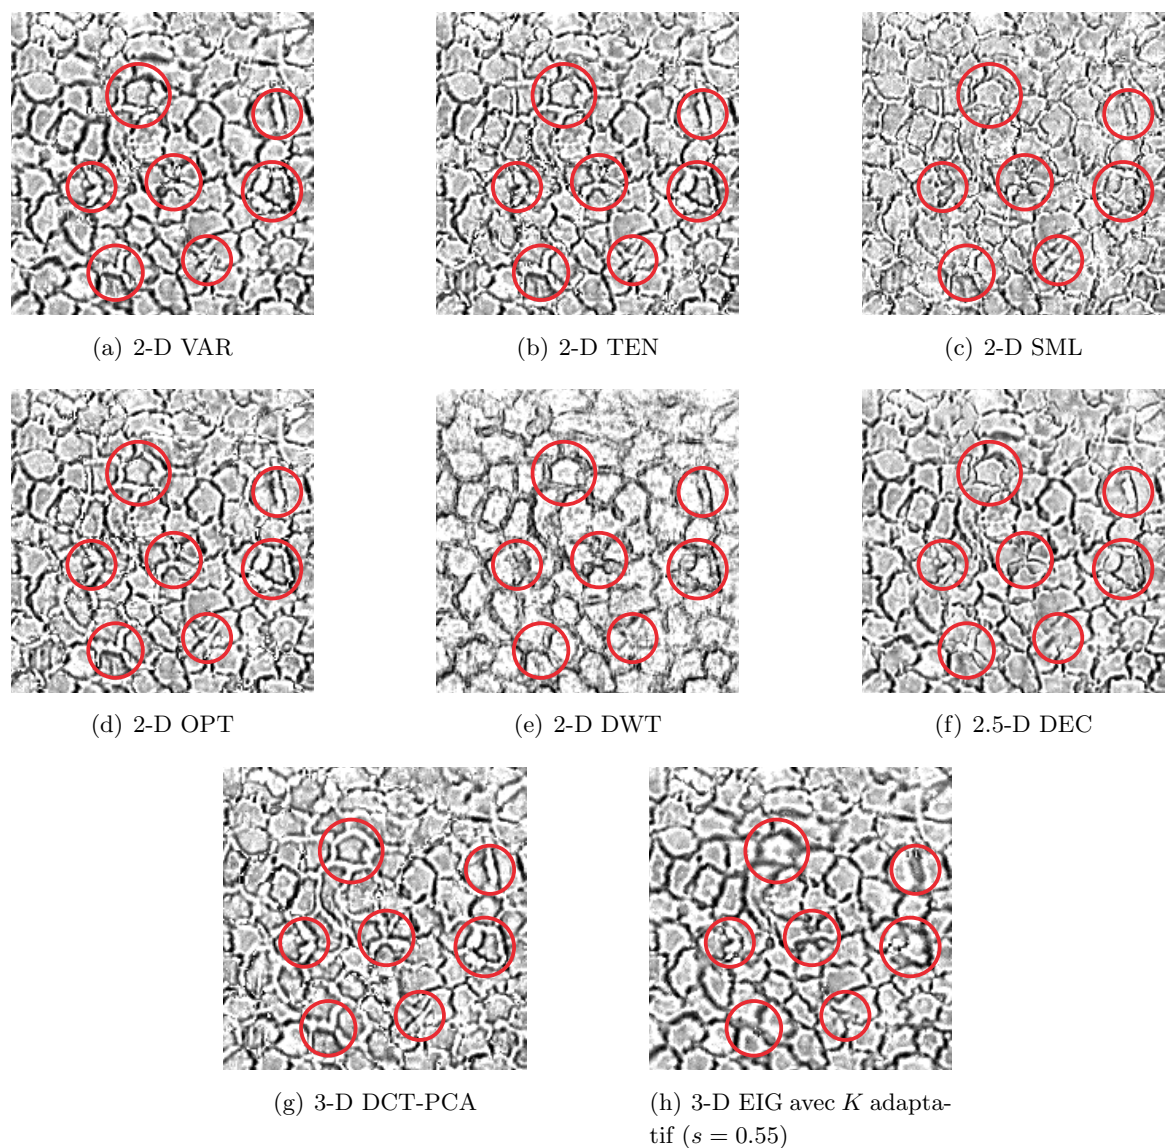 (a) 2-D VAR
(b) 2-D TEN
(c) 2-D SML
(d) 2-D OPT
(e) 2-D DWT
(f) 2.5-D DEC
(g) 3-D DCT-PCA
(h) 3-D EIG avec K adapta-
tif (s = 0.55)